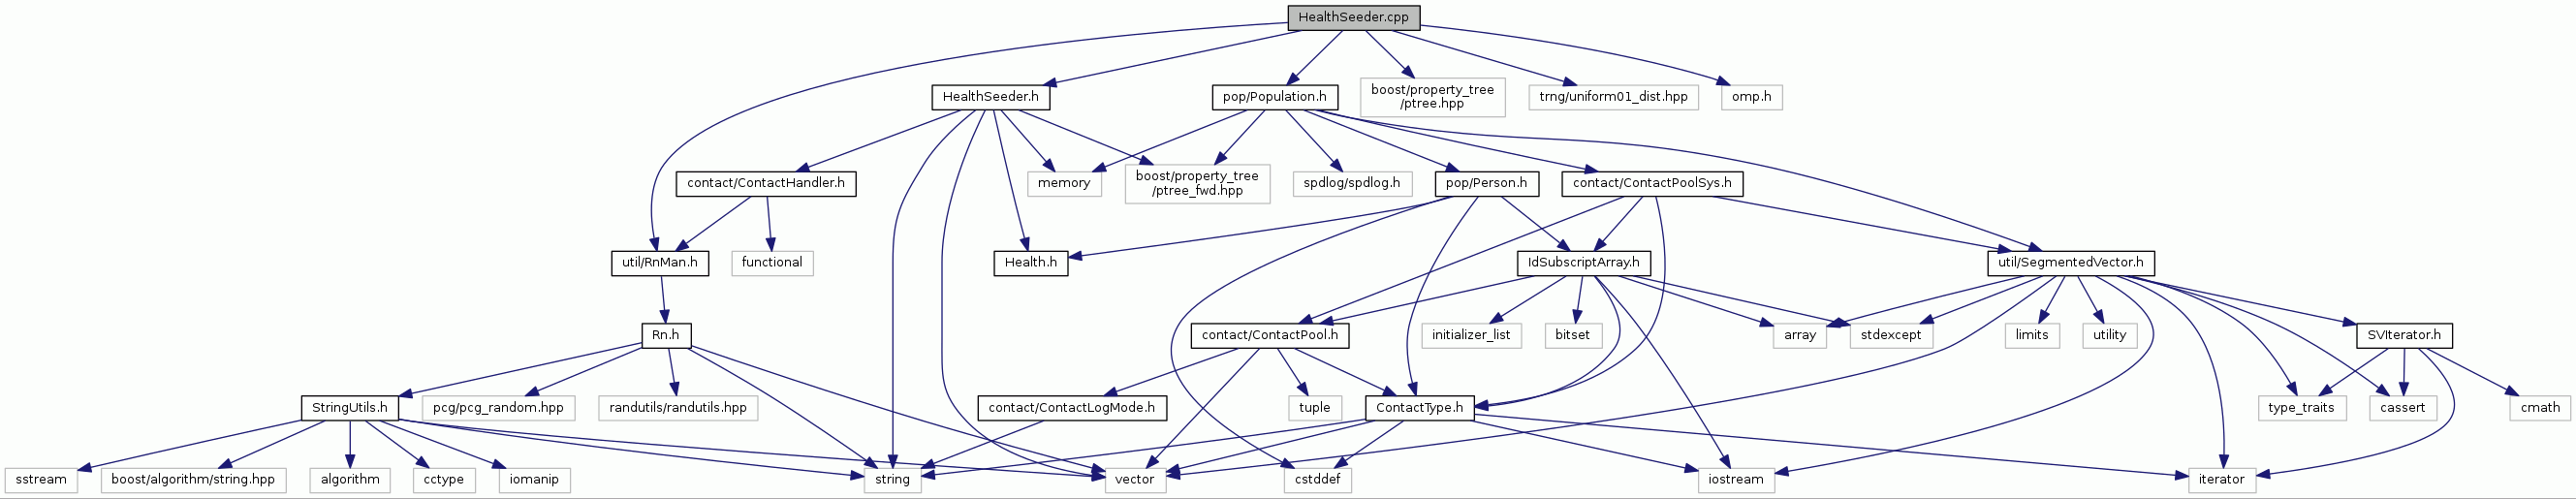 HealthSeeder.cpp
HealthSeeder.h
pop/Population.h
boost/property_tree
/ptree.hpp
trng/uniform01_dist.hpp
omp.h
contact/ContactHandler.h
memory
boost/property_tree
/ptree_fwd.hpp
spdlog/spdlog.h
pop/Person.h
contact/ContactPoolSys.h
util/RnMan.h
functional
Health.h
IdSubscriptArray.h
util/SegmentedVector.h
Rn.h
contact/ContactPool.h
initializer_list
bitset
array
stdexcept
limits
utility
SVIterator.h
StringUtils.h
pcg/pcg_random.hpp
randutils/randutils.hpp
contact/ContactLogMode.h
tuple
ContactType.h
type_traits
cassert
cmath
sstream
boost/algorithm/string.hpp
algorithm
cctype
iomanip
string
vector
cstddef
iostream
iterator